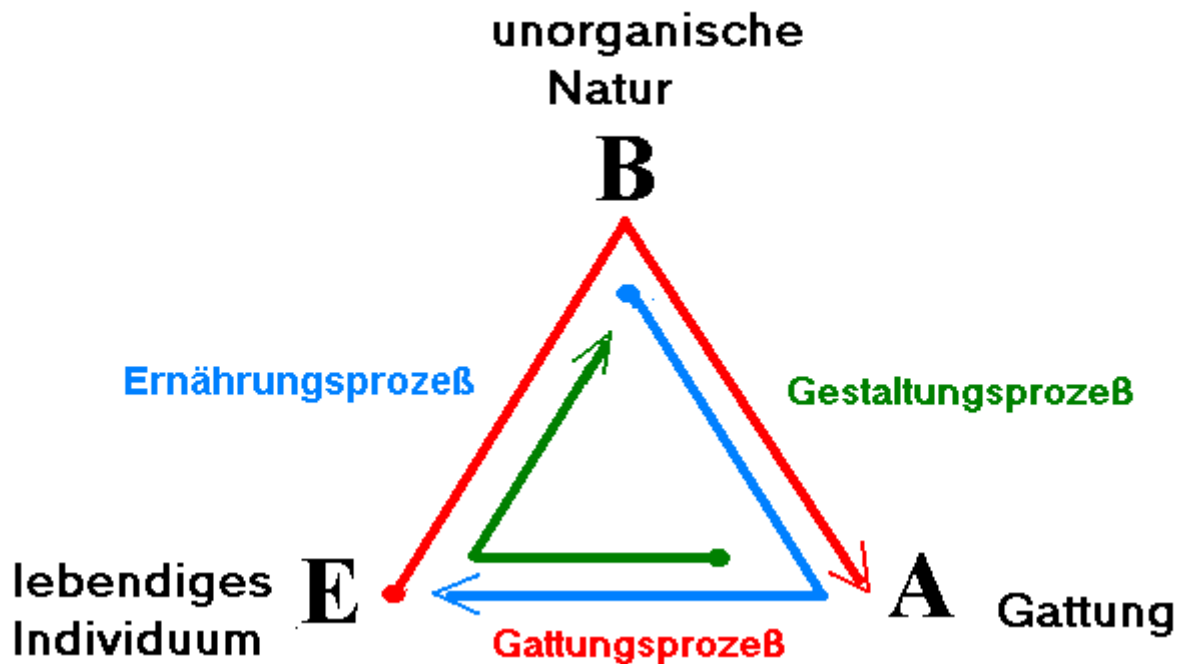 unorganische
Natur
B
Ernährungsprozeß
Gestaltungsprozeß
lebendiges
Individuum
E
A
Gattung
Gattungsprozeß